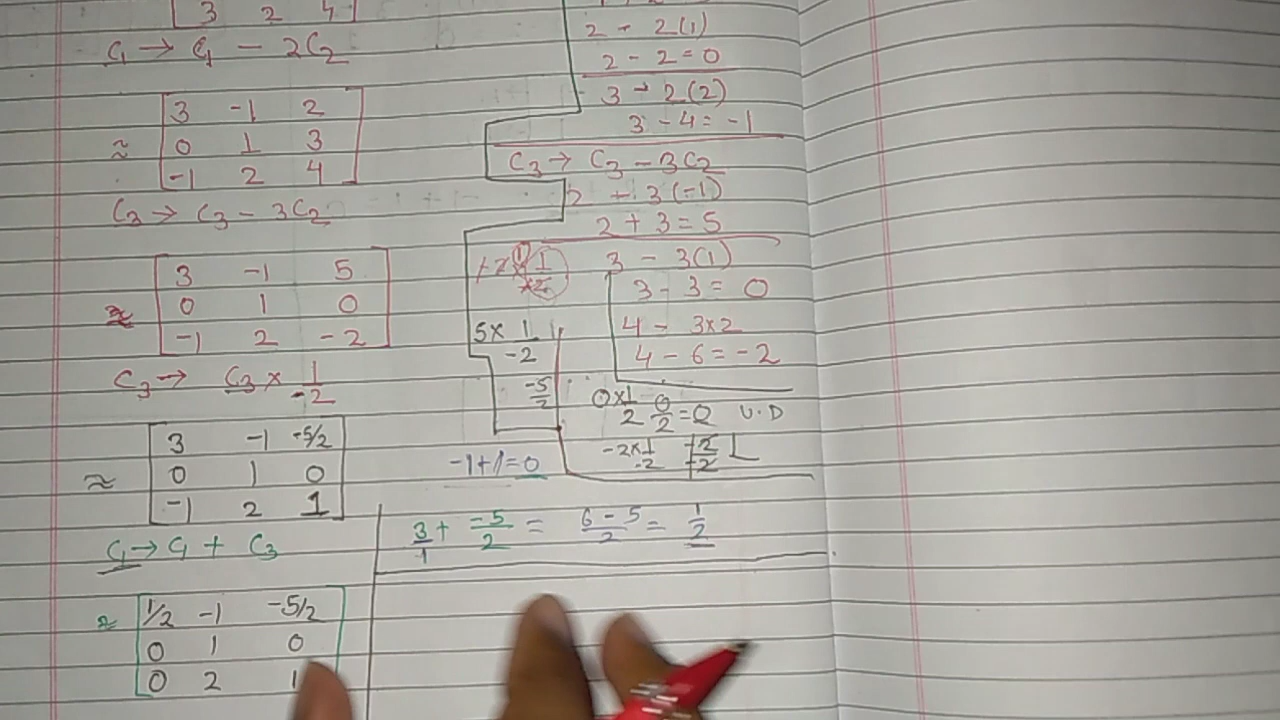 3 2 4
C1 → C1 - 2C2
3 -1 2
≈ 0 1 3
-1 2 4
C3 → C3 - 3C2
3 -1 5
≈ 0 1 0
-1 2 -2
C3 → C3 × 1/-2
3 -1 -5/2
≈ 0 1 0
-1 2 1
C1 → C1 + C3
≈ 1/2 -1 -5/2
0 1 0
0 2 1
2 - 2(1)
2 - 2 = 0
3 - 2(2)
3 - 4 = -1
C3 → C3 - 3C2
2 - 3(-1)
2 + 3 = 5
3 - 3(1)
3 - 3 = 0
4 - 3×2
4 - 6 = -2
5 × 1/-2
-5/2
0 × 1/2 0/2 = 0 U.D
-2 × 1/-2 -2/-2 1
-1 + 1 = 0
3/1 + -5/2 = 6 - 5/2 = 1/2